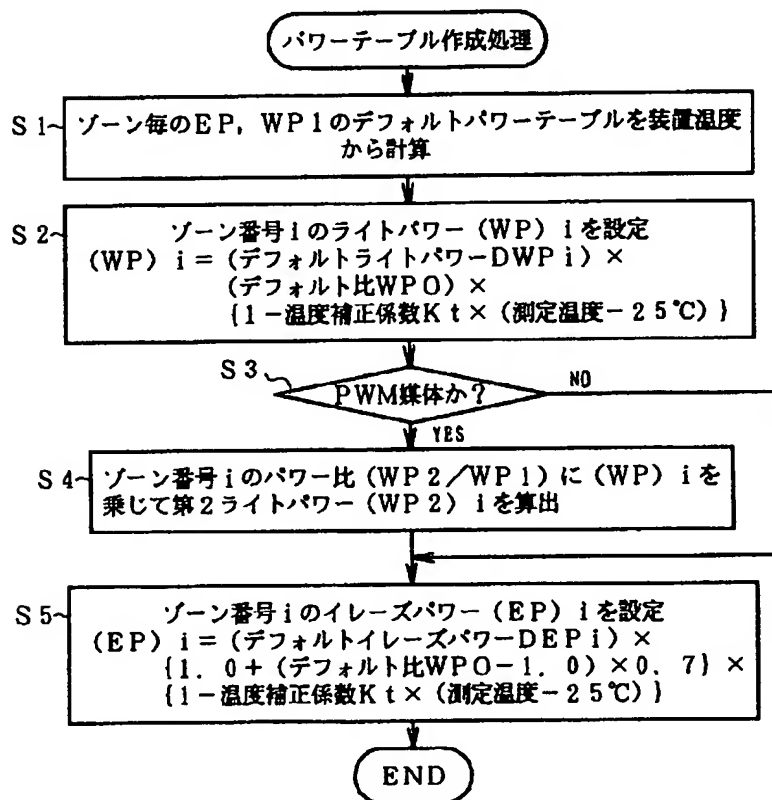 パワーテーブル作成処理
S1
ゾーン毎のEP，WP1のデフォルトパワーテーブルを装置温度
から計算
S2
ゾーン番号iのライトパワー（WP）iを設定
（WP）i＝（デフォルトライトパワーDWPi）×
（デフォルト比WPO）×
{1－温度補正係数Kt×（測定温度－25℃）}
S3
PWM媒体か？
NO
YES
S4
ゾーン番号iのパワー比（WP2／WP1）に（WP）iを
乗じて第2ライトパワー（WP2）iを算出
S5
ゾーン番号iのイレーズパワー（EP）iを設定
（EP）i＝（デフォルトイレーズパワーDEPi）×
{1．0＋（デフォルト比WPO－1．0）×0．7}×
{1－温度補正係数Kt×（測定温度－25℃）}
END